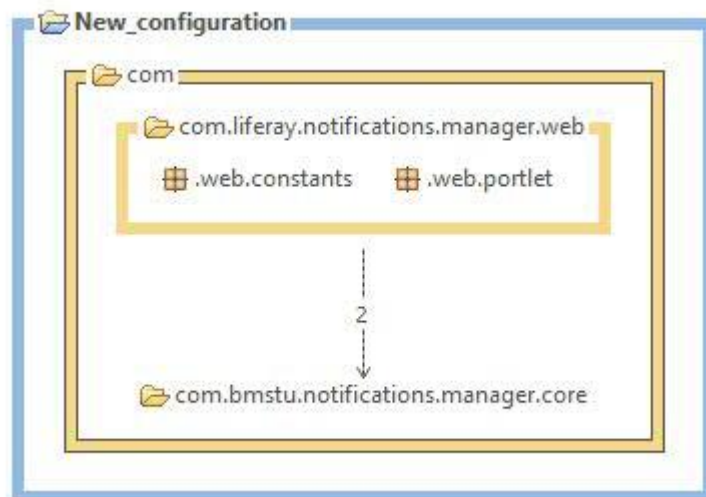 New_configuration
com
com.liferay.notifications.manager.web
.web.constants .web.portlet
2
com.bmstu.notifications.manager.core